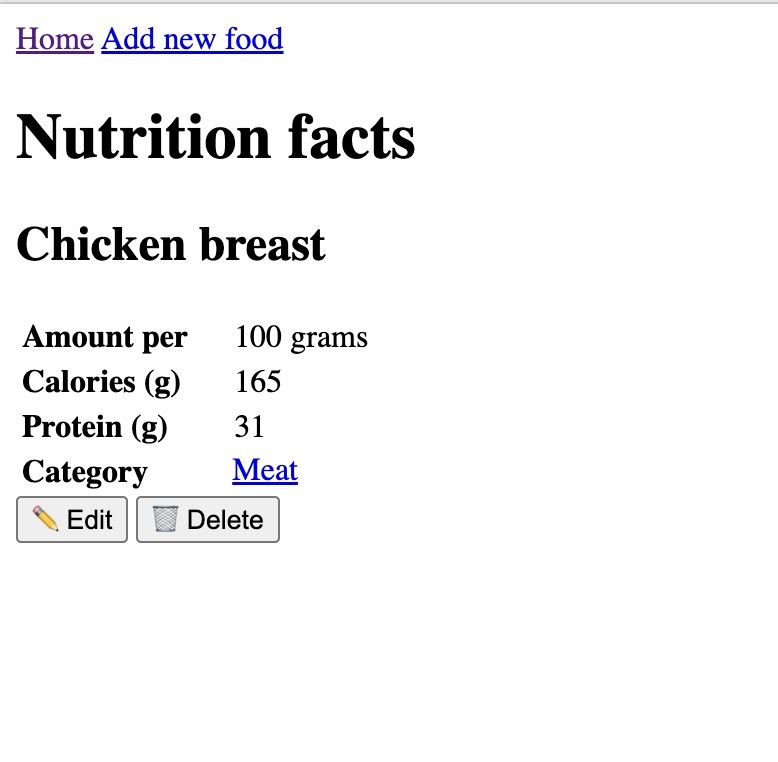 Home Add new food
Nutrition facts
Chicken breast
Amount per 100 grams
Calories (g) 165
Protein (g) 31
Category Meat
✏️ Edit 🗑️ Delete